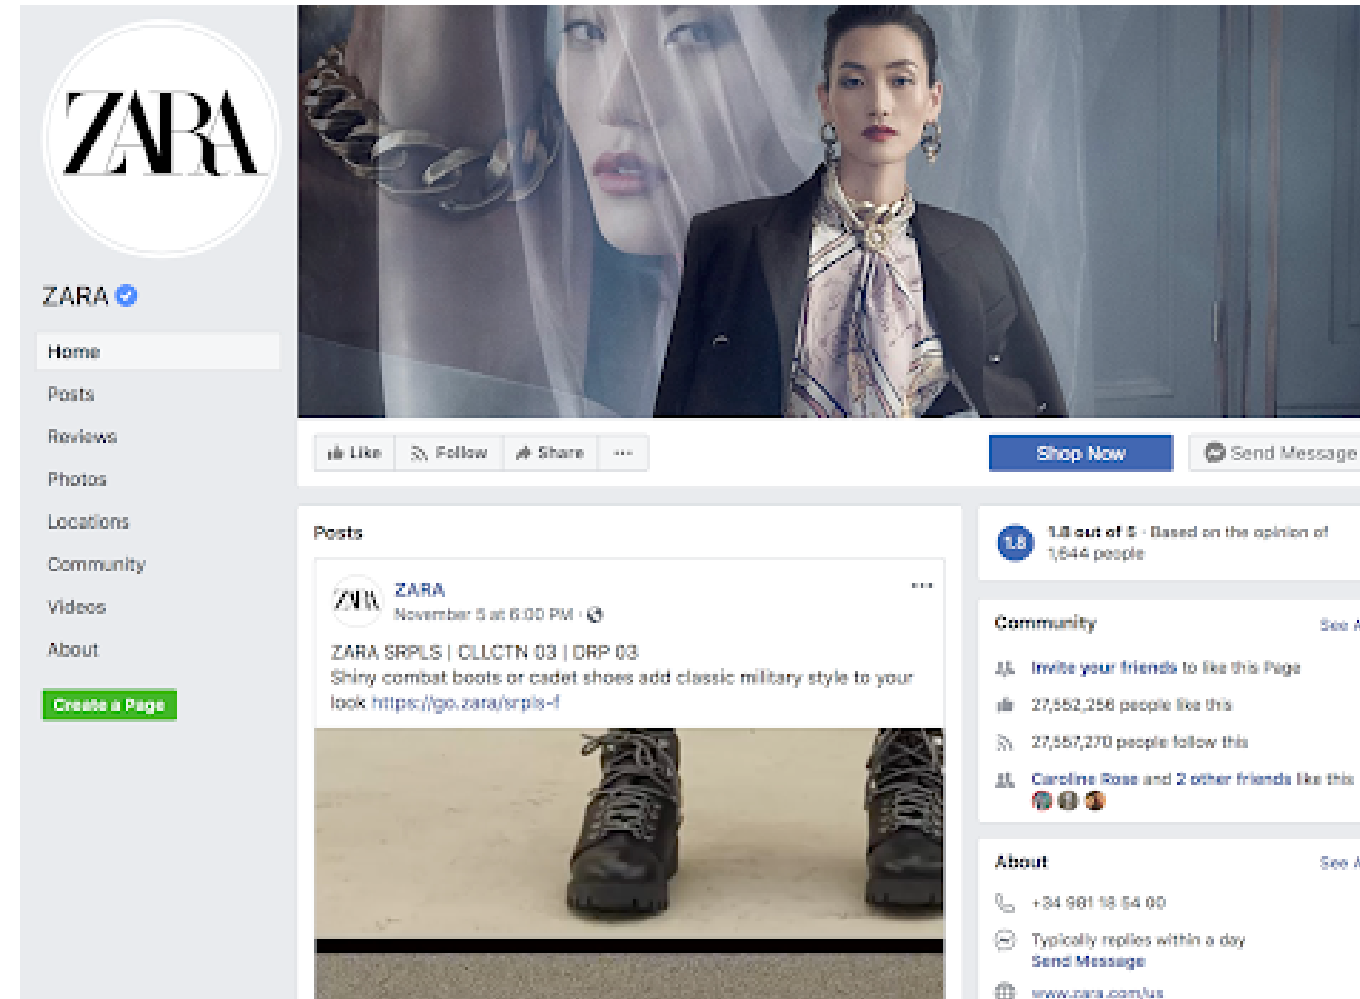 ZARA
ZARA
Home
Posts
Reviews
Photos
Locations
Community
Videos
About
Create a Page
Like
Follow
Share
Shop Now
Send Message
Posts
ZARA
ZARA
November 5 at 6:00 PM ·
ZARA SRPLS | CLLCTN 03 | DRP 03
Shiny combat boots or cadet shoes add classic military style to your
look https://go.zara/srpls-f
1.8
1.8 out of 5 · Based on the opinion of
1,644 people
Community
See A
Invite your friends to like this Page
27,552,256 people like this
27,557,270 people follow this
Caroline Rose and 2 other friends like this
About
See A
+34 981 18 54 00
Typically replies within a day
Send Message
www.zara.com/us